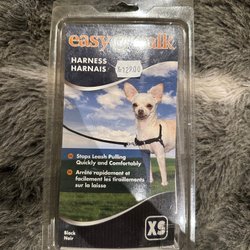 easy walk
HARNESS
HARNAIS
Stops Leash Pulling
Quickly and Comfortably
Arrête rapidement et
facilement les tiraillements
sur la laisse
Black
Noir
XS